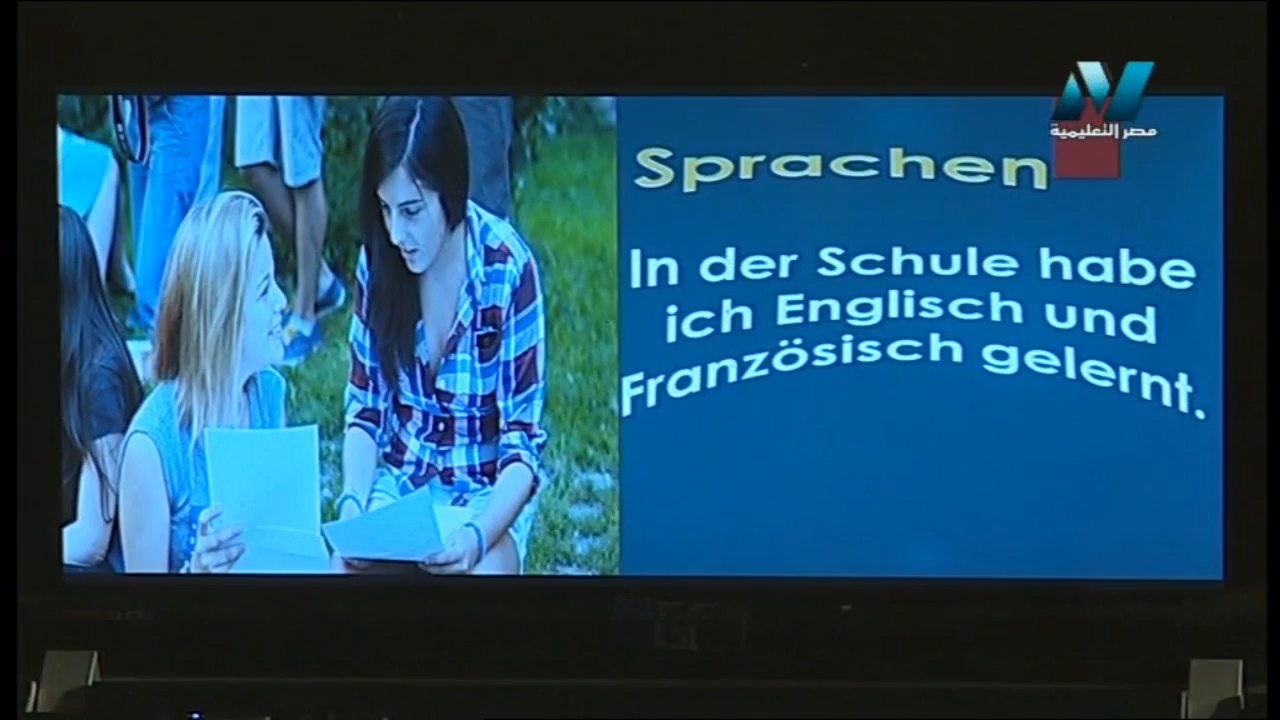 مصر التعليمية
Sprachen
In der Schule habe
ich Englisch und
Französisch gelernt.